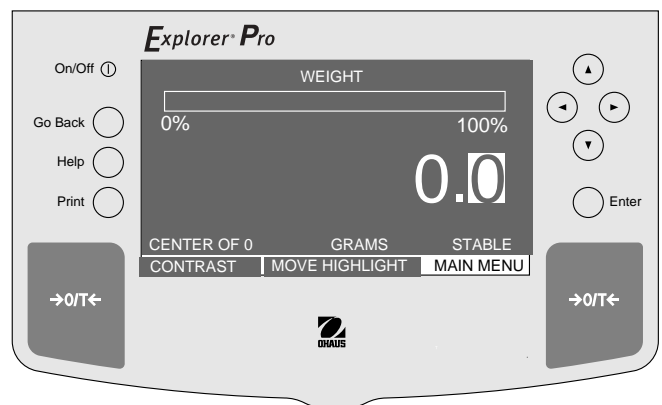 Explorer® Pro
On/Off
Go Back
Help
Print
WEIGHT
0% 100%
0.0
CENTER OF 0 GRAMS STABLE
CONTRAST MOVE HIGHLIGHT MAIN MENU
Enter
→0/T← →0/T←
OHAUS